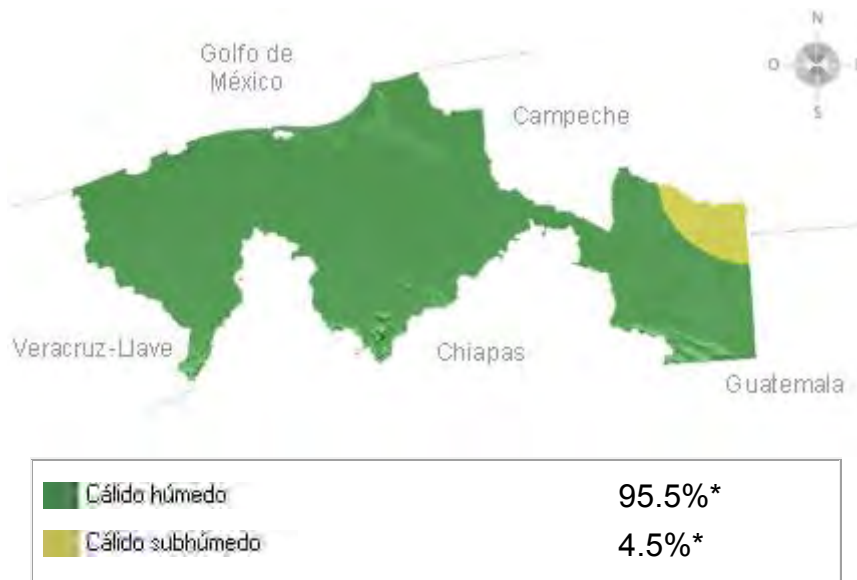 N
O
E
S
Golfo de
México
Campeche
Veracruz-Llave
Chiapas
Guatemala
Cálido húmedo 95.5%*
Cálido subhúmedo 4.5%*